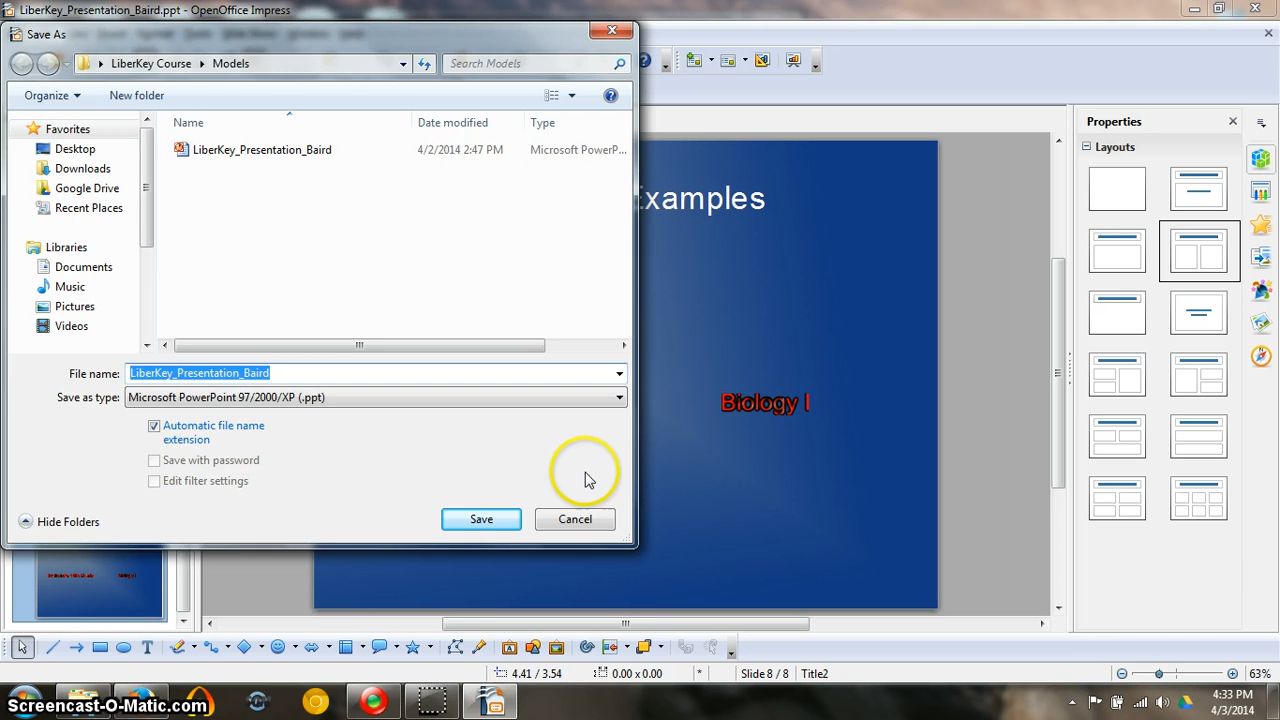 LiberKey_Presentation_Baird.ppt - OpenOffice Impress
Save As
LiberKey Course
Models
Search Models
Organize
New folder
Name
Date modified
Type
Favorites
LiberKey_Presentation_Baird
4/2/2014 2:47 PM
Microsoft PowerP...
Desktop
Downloads
Google Drive
Recent Places
Libraries
Documents
Music
Pictures
Videos
File name:
LiberKey_Presentation_Baird
Save as type:
Microsoft PowerPoint 97/2000/XP (.ppt)
Automatic file name
extension
Save with password
Edit filter settings
Hide Folders
Save
Cancel
Examples
Biology I
Properties
Layouts
4.41 / 3.54
0.00 x 0.00
*
Slide 8 / 8
Title2
63%
Screencast-O-Matic.com
4:33 PM
4/3/2014